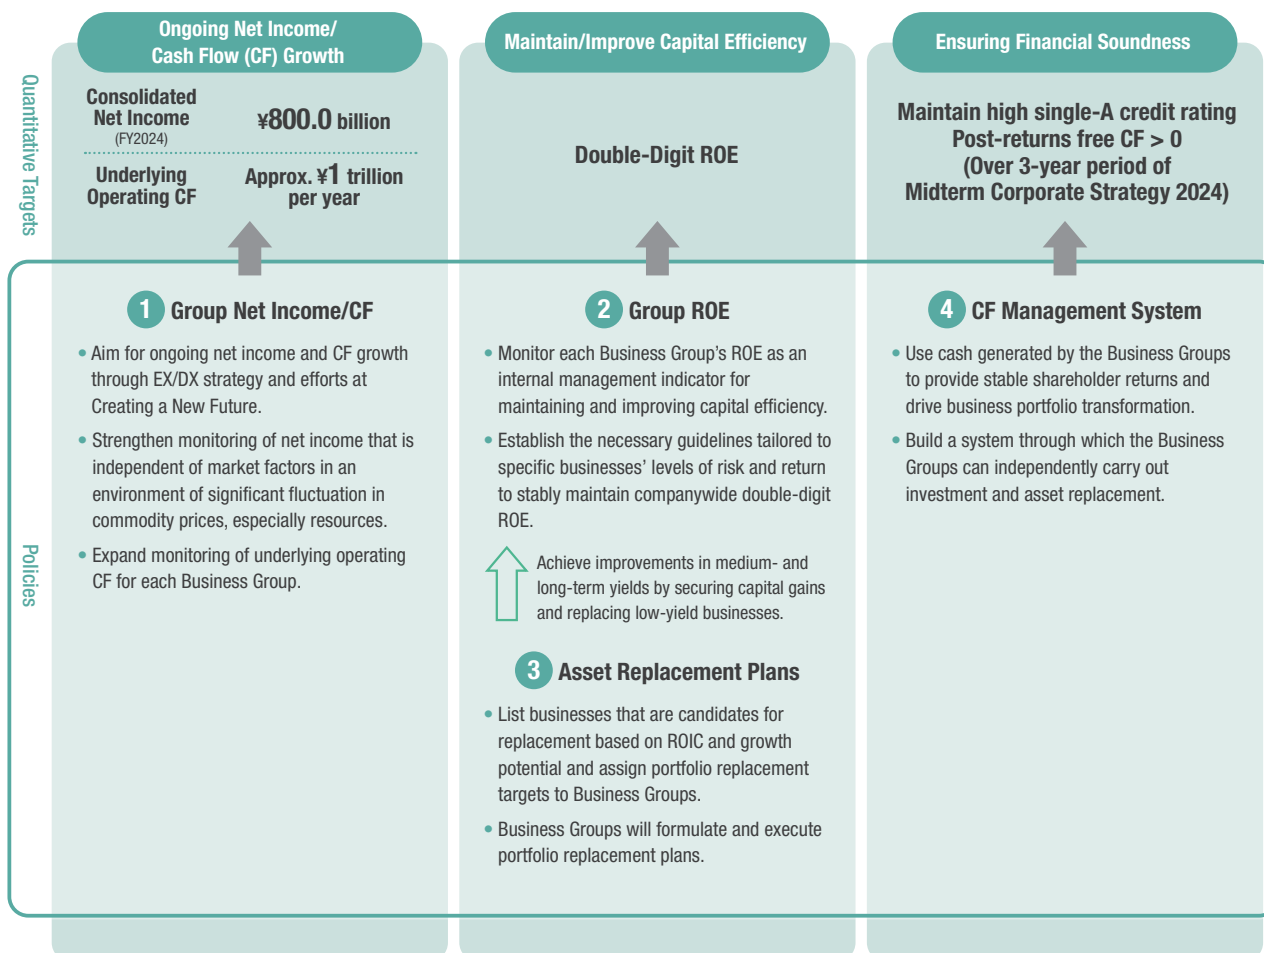 Quantitative Targets
Ongoing Net Income/
Cash Flow (CF) Growth
Consolidated
Net Income
(FY2024)
¥800.0 billion
Underlying
Operating CF
Approx. ¥1 trillion
per year
Maintain/Improve Capital Efficiency
Double-Digit ROE
Ensuring Financial Soundness
Maintain high single-A credit rating
Post-returns free CF > 0
(Over 3-year period of
Midterm Corporate Strategy 2024)
Policies
1 Group Net Income/CF
• Aim for ongoing net income and CF growth
through EX/DX strategy and efforts at
Creating a New Future.
• Strengthen monitoring of net income that is
independent of market factors in an
environment of significant fluctuation in
commodity prices, especially resources.
• Expand monitoring of underlying operating
CF for each Business Group.
2 Group ROE
• Monitor each Business Group’s ROE as an
internal management indicator for
maintaining and improving capital efficiency.
• Establish the necessary guidelines tailored to
specific businesses’ levels of risk and return
to stably maintain companywide double-digit
ROE.
Achieve improvements in medium- and
long-term yields by securing capital gains
and replacing low-yield businesses.
3 Asset Replacement Plans
• List businesses that are candidates for
replacement based on ROIC and growth
potential and assign portfolio replacement
targets to Business Groups.
• Business Groups will formulate and execute
portfolio replacement plans.
4 CF Management System
• Use cash generated by the Business Groups
to provide stable shareholder returns and
drive business portfolio transformation.
• Build a system through which the Business
Groups can independently carry out
investment and asset replacement.